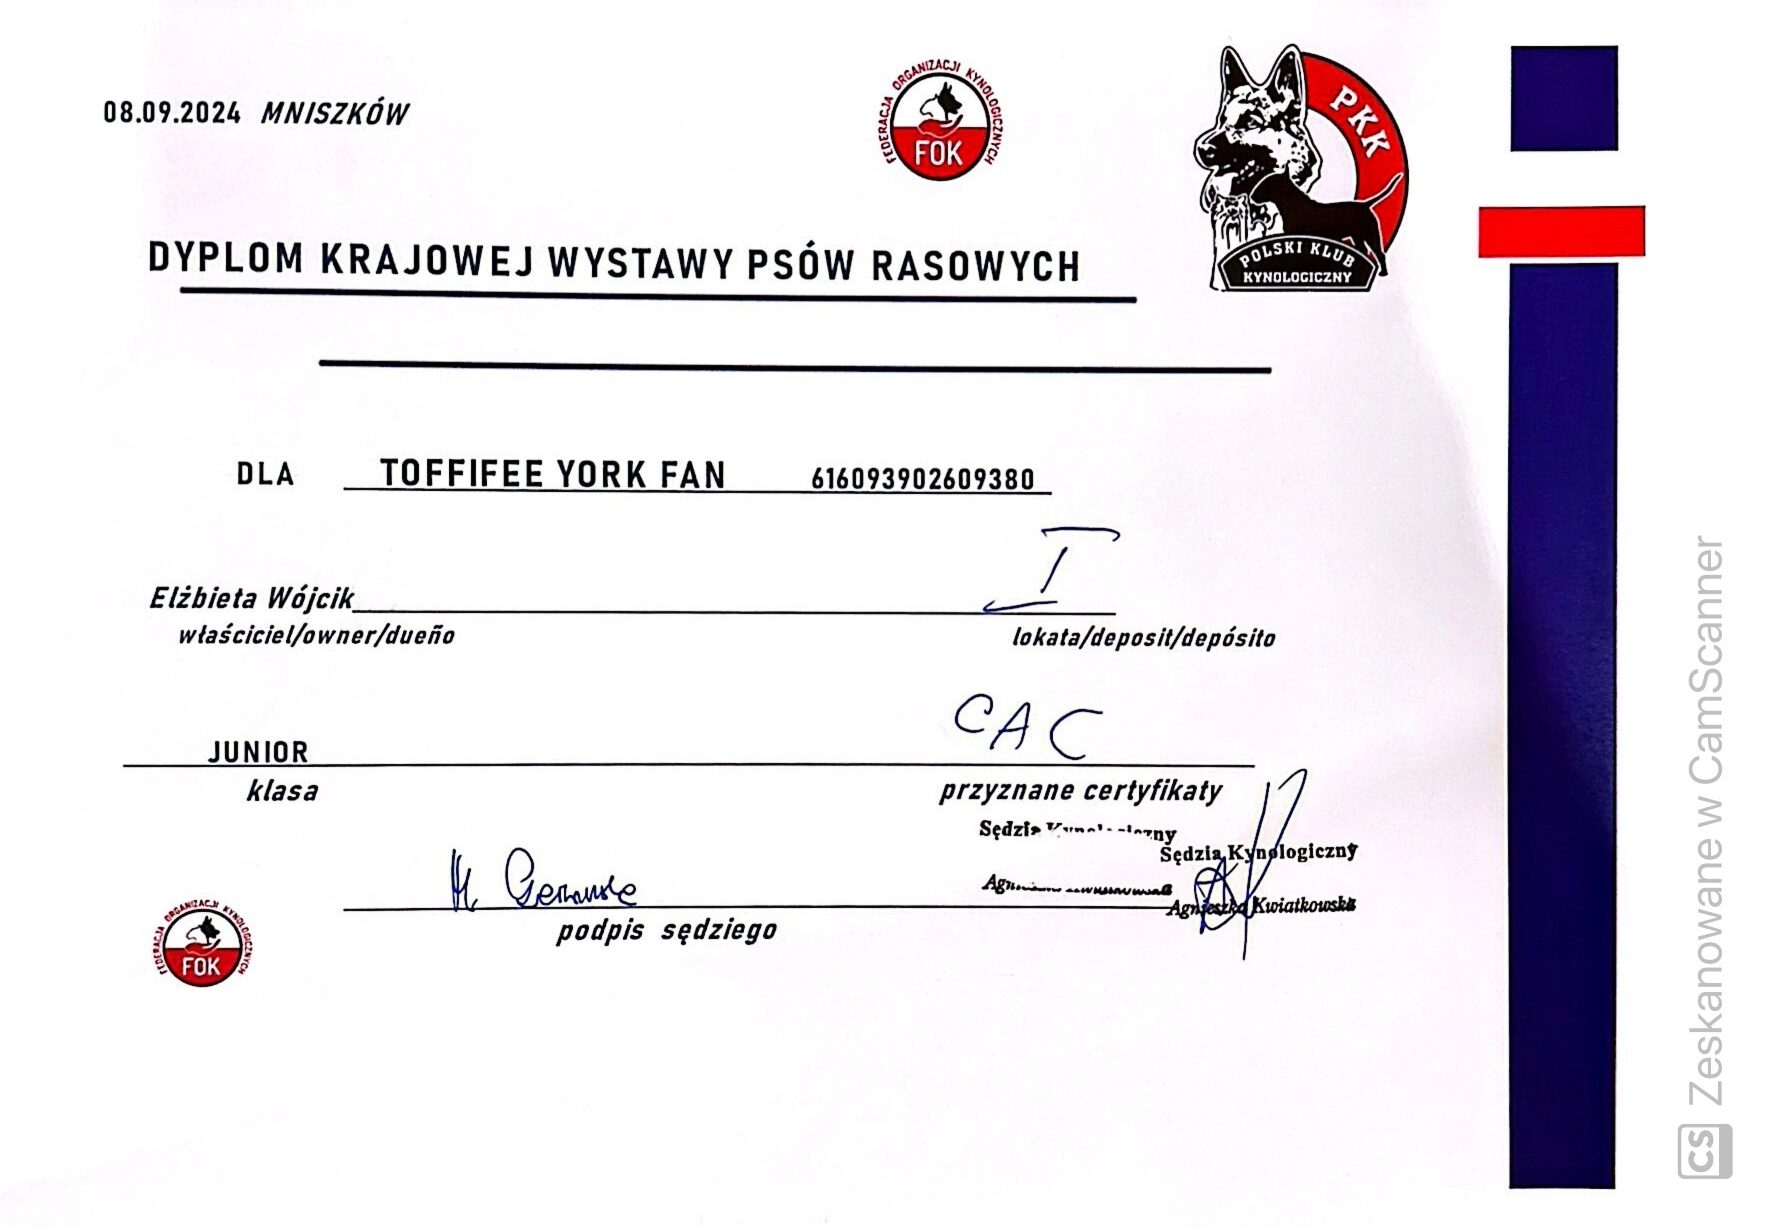 08.09.2024 MNISZKÓW
FEDERACJA ORGANIZACJI KYNOLOGICZNYCH
FOK
PKK
POLSKI KLUB
KYNOLOGICZNY
DYPLOM KRAJOWEJ WYSTAWY PSÓW RASOWYCH
DLA TOFFIFEE YORK FAN 616093902609380
I
Elżbieta Wójcik
właściciel/owner/dueño lokata/deposit/depósito
CAC
JUNIOR
klasa przyznane certyfikaty
Sędzia
Sędzia Kynologiczny
Agnieszka Kwiatkowska
podpis sędziego
FEDERACJA ORGANIZACJI KYNOLOGICZNYCH
FOK
CS Zeskanowane w CamScanner